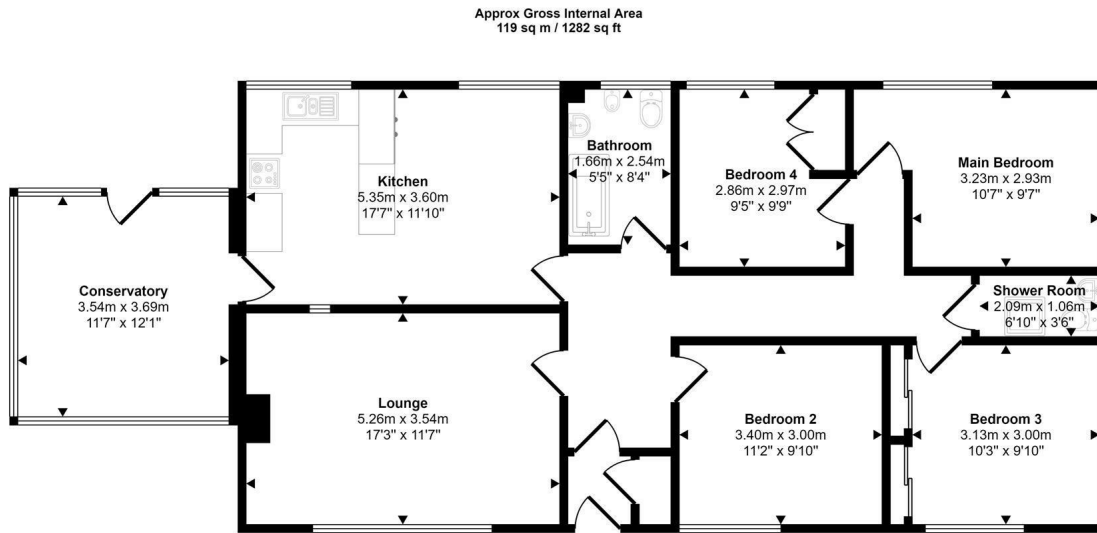 Approx Gross Internal Area
119 sq m / 1282 sq ft
Kitchen
5.35m x 3.60m
17'7" x 11'10"
Bathroom
1.66m x 2.54m
5'5" x 8'4"
Bedroom 4
2.86m x 2.97m
9'5" x 9'9"
Main Bedroom
3.23m x 2.93m
10'7" x 9'7"
Conservatory
3.54m x 3.69m
11'7" x 12'1"
Shower Room
2.09m x 1.06m
6'10" x 3'6"
Lounge
5.26m x 3.54m
17'3" x 11'7"
Bedroom 2
3.40m x 3.00m
11'2" x 9'10"
Bedroom 3
3.13m x 3.00m
10'3" x 9'10"